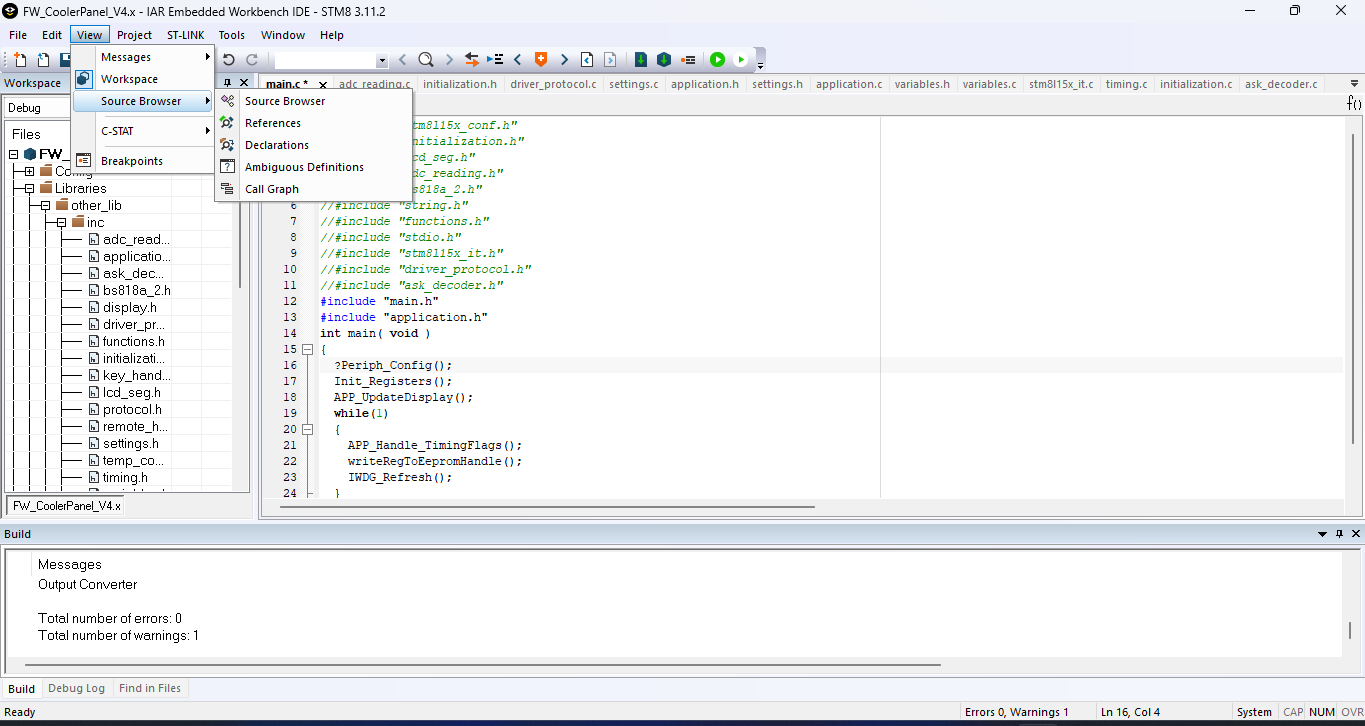 FW_CoolerPanel_V4.x - IAR Embedded Workbench IDE - STM8 3.11.2
File Edit View Project ST-LINK Tools Window Help
Messages
Workspace
Source Browser
C-STAT
Breakpoints
Source Browser
References
Declarations
Ambiguous Definitions
Call Graph
Workspace
Debug
Files
FW_
Libraries
other_lib
inc
adc_read...
applicatio...
ask_dec...
bs818a_2.h
display.h
driver_pr...
functions.h
initializati...
key_hand...
lcd_seg.h
protocol.h
remote_h...
settings.h
temp_co...
timing.h
FW_CoolerPanel_V4.x
main.c * adc_reading.c initialization.h driver_protocol.c settings.c application.h settings.h application.c variables.h variables.c stm8l15x_it.c timing.c initialization.c ask_decoder.c
f()
tm8l15x_conf.h"
nitialization.h"
cd_seg.h"
dc_reading.h"
s818a_2.h"
6 //#include "string.h"
7 //#include "functions.h"
8 //#include "stdio.h"
9 //#include "stm8l15x_it.h"
10 //#include "driver_protocol.h"
11 //#include "ask_decoder.h"
12 #include "main.h"
13 #include "application.h"
14 int main( void )
15 {
16 ?Periph_Config();
17 Init_Registers();
18 APP_UpdateDisplay();
19 while(1)
20 {
21 APP_Handle_TimingFlags();
22 writeRegToEepromHandle();
23 IWDG_Refresh();
24 }
Build
Messages
Output Converter
Total number of errors: 0
Total number of warnings: 1
Build Debug Log Find in Files
Ready Errors 0, Warnings 1 Ln 16, Col 4 System CAP NUM OVR